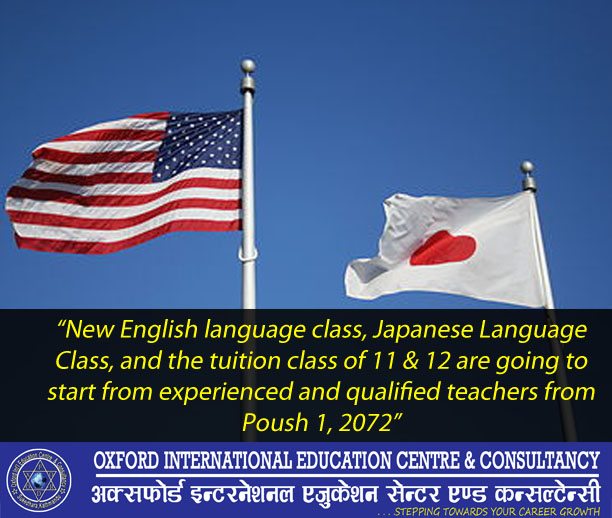 “New English language class, Japanese Language
Class, and the tuition class of 11 & 12 are going to
start from experienced and qualified teachers from
Poush 1, 2072”
OXFORD INTERNATIONAL EDUCATION CENTRE & CONSULTANCY
अक्सफोर्ड इन्टरनेशनल एजुकेशन सेन्टर एण्ड कन्सल्टेन्सी
. . . STEPPING TOWARDS YOUR CAREER GROWTH